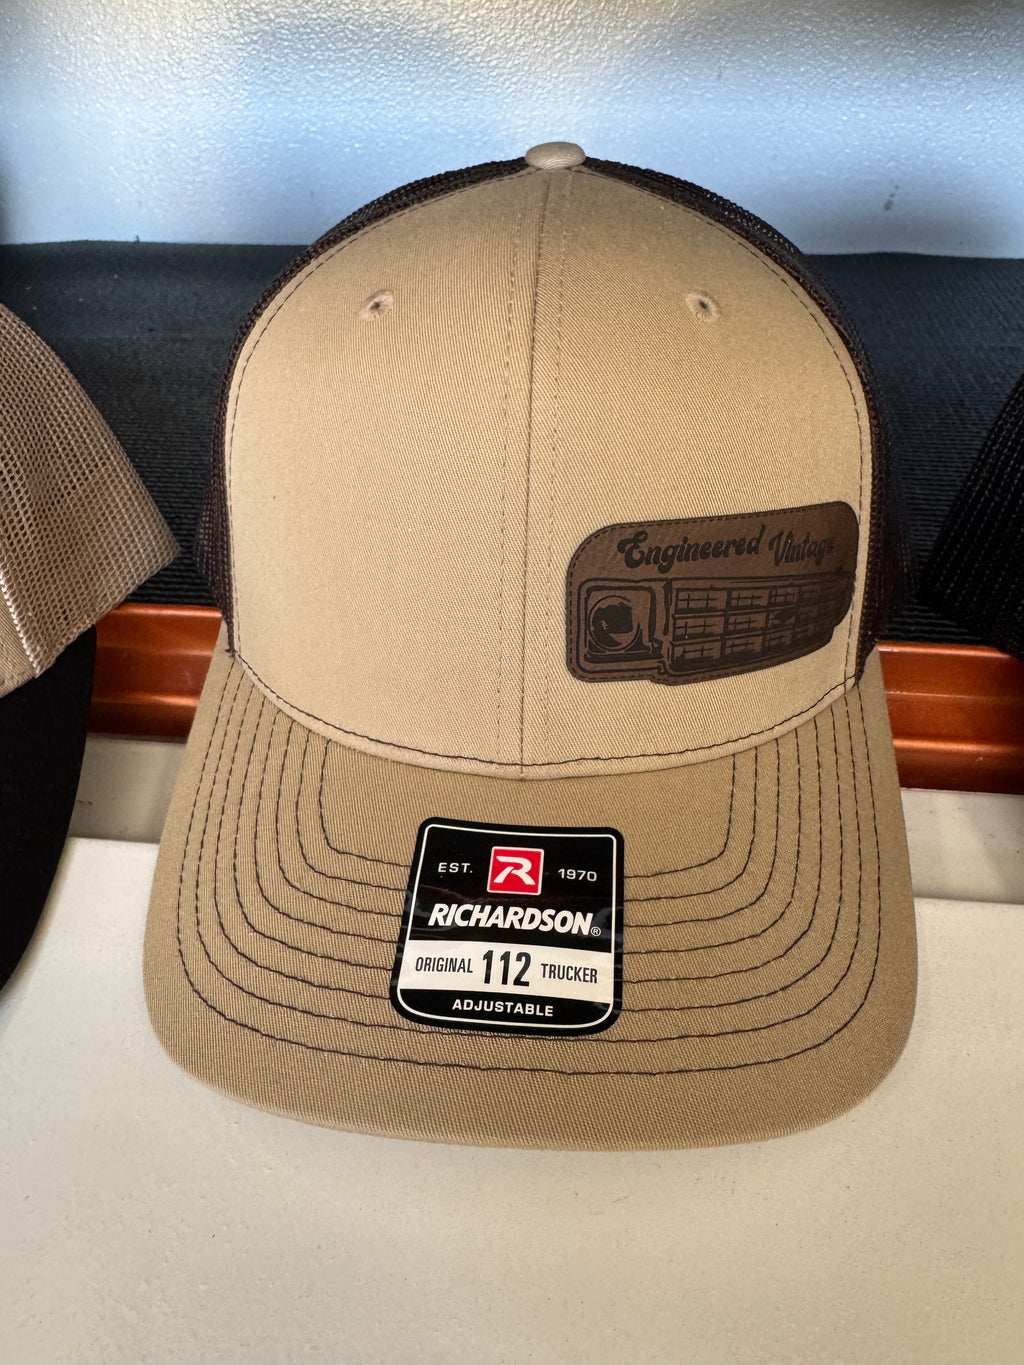 Engineered Vintage
EST. R 1970
RICHARDSON®
ORIGINAL 112 TRUCKER
ADJUSTABLE